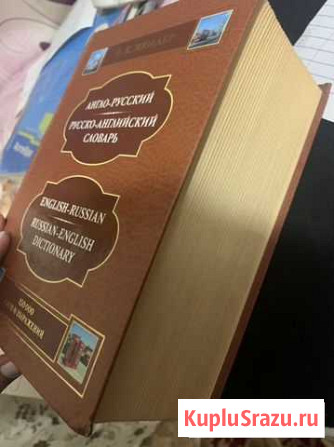 АНГЛО-РУССКИЙ
РУССКО-АНГЛИЙСКИЙ
СЛОВАРЬ
ENGLISH-RUSSIAN
RUSSIAN-ENGLISH
DICTIONARY
KupluSrazu.ru